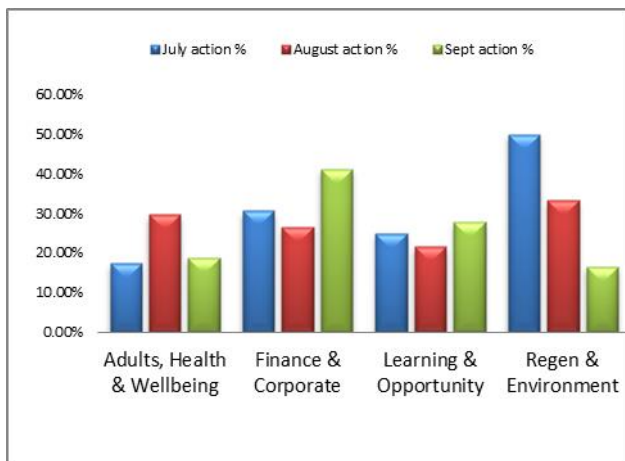 July action % August action % Sept action %
60.00%
50.00%
40.00%
30.00%
20.00%
10.00%
0.00%
Adults, Health
& Wellbeing
Finance &
Corporate
Learning &
Opportunity
Regen &
Environment